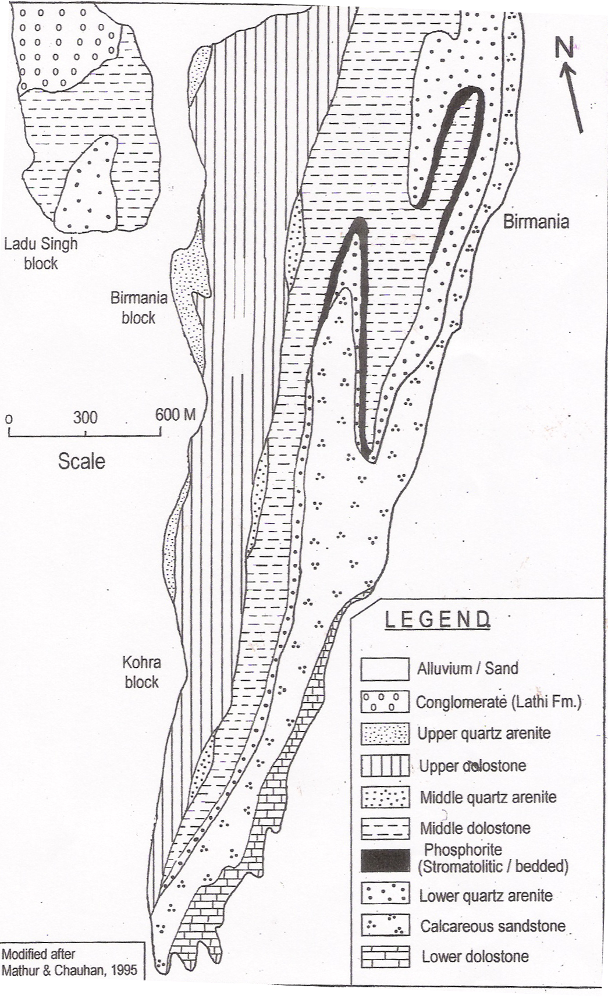 N
Birmania
Ladu Singh
block
Birmania
block
0 300 600 M
Scale
Kohra
block
LEGEND
Alluvium / Sand
Conglomerate (Lathi Fm.)
Upper quartz arenite
Upper dolostone
Middle quartz arenite
Middle dolostone
Phosphorite
(Stromatolitic / bedded)
Lower quartz arenite
Calcareous sandstone
Lower dolostone
Modified after
Mathur & Chauhan, 1995